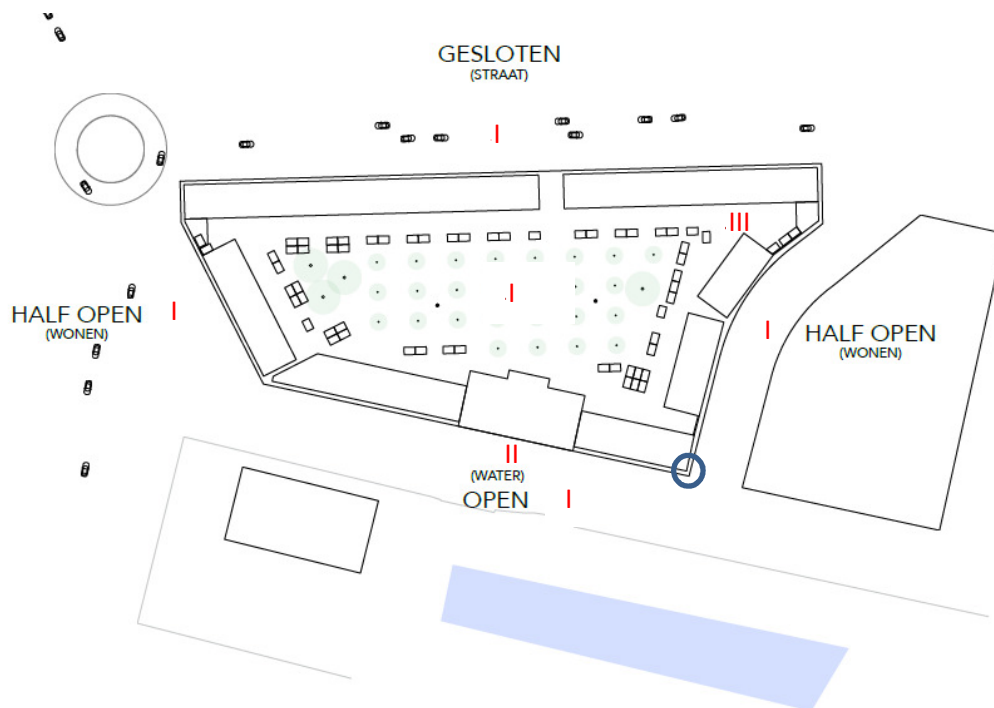 GESLOTEN
(STRAAT)
I
III
I
HALF OPEN
(WONEN)
I
I
HALF OPEN
(WONEN)
II
(WATER)
OPEN
I